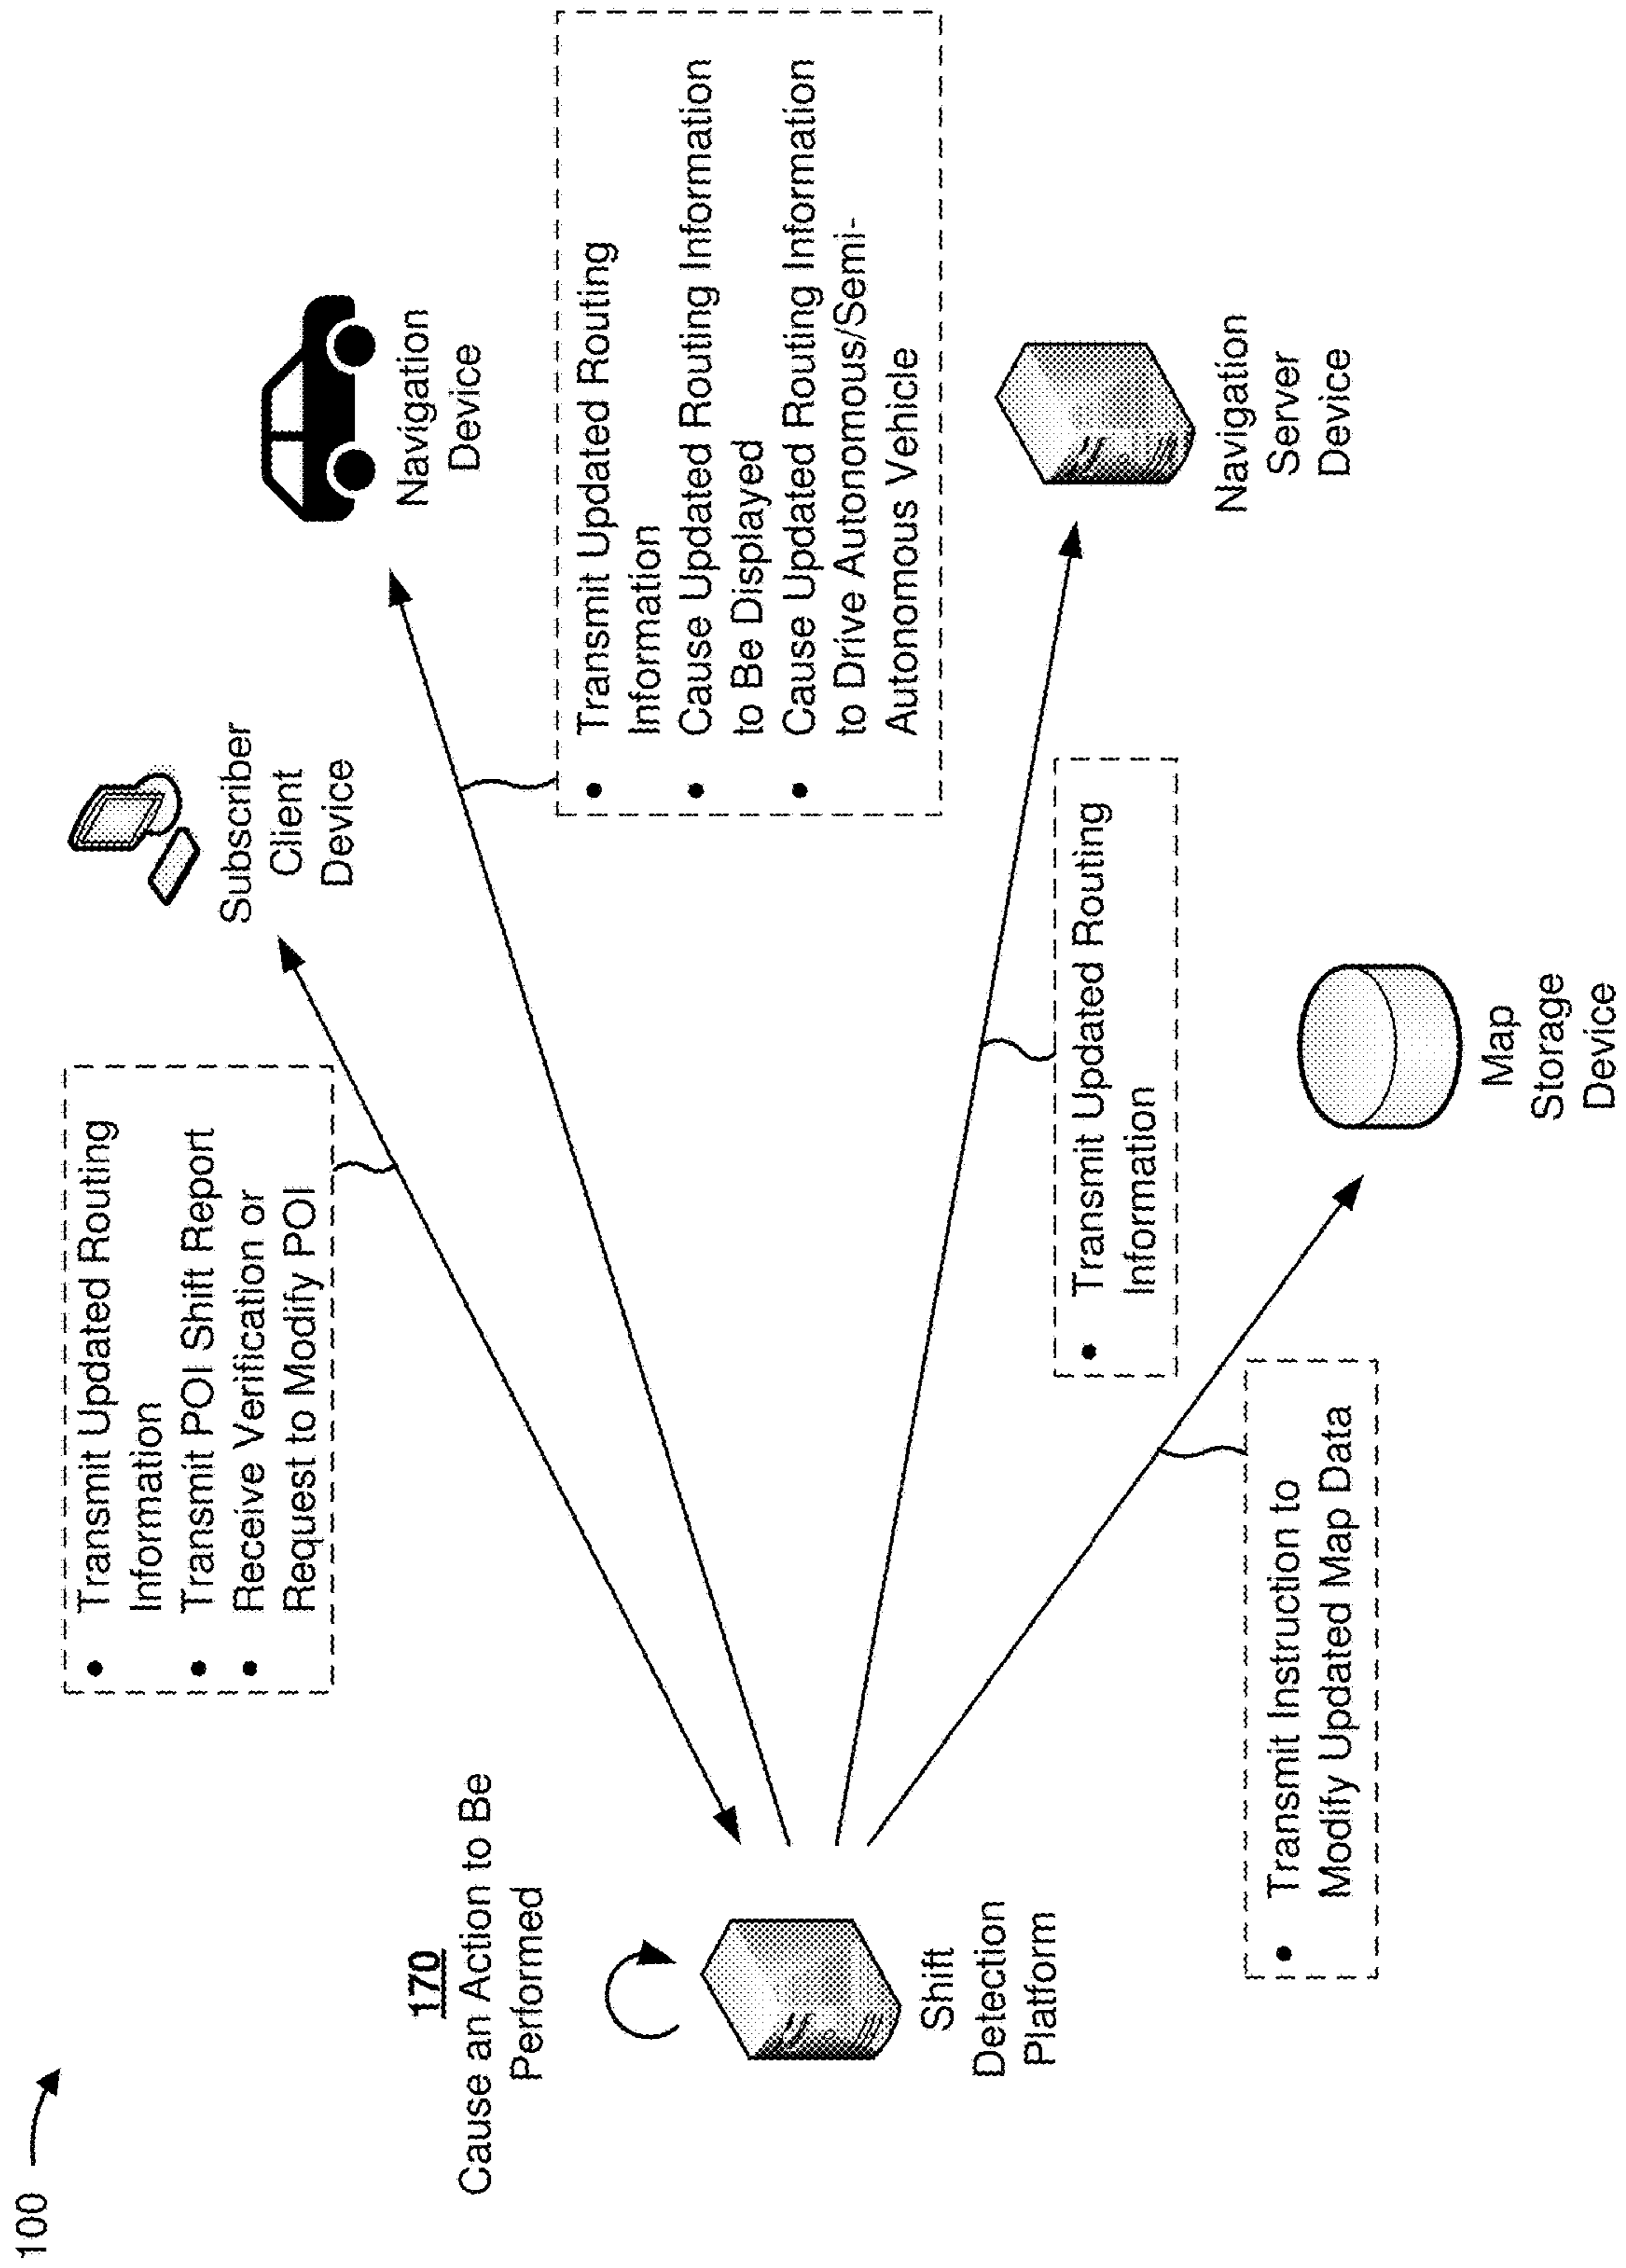 100
170
Cause an Action to Be
Performed
Shift
Detection
Platform
• Transmit Updated Routing
Information
• Transmit POI Shift Report
• Receive Verification or
Request to Modify POI
Subscriber
Client
Device
Navigation
Device
• Transmit Updated Routing
Information
• Cause Updated Routing Information
to Be Displayed
• Cause Updated Routing Information
to Drive Autonomous/Semi-
Autonomous Vehicle
• Transmit Updated Routing
Information
Navigation
Server
Device
• Transmit Instruction to
Modify Updated Map Data
Map
Storage
Device